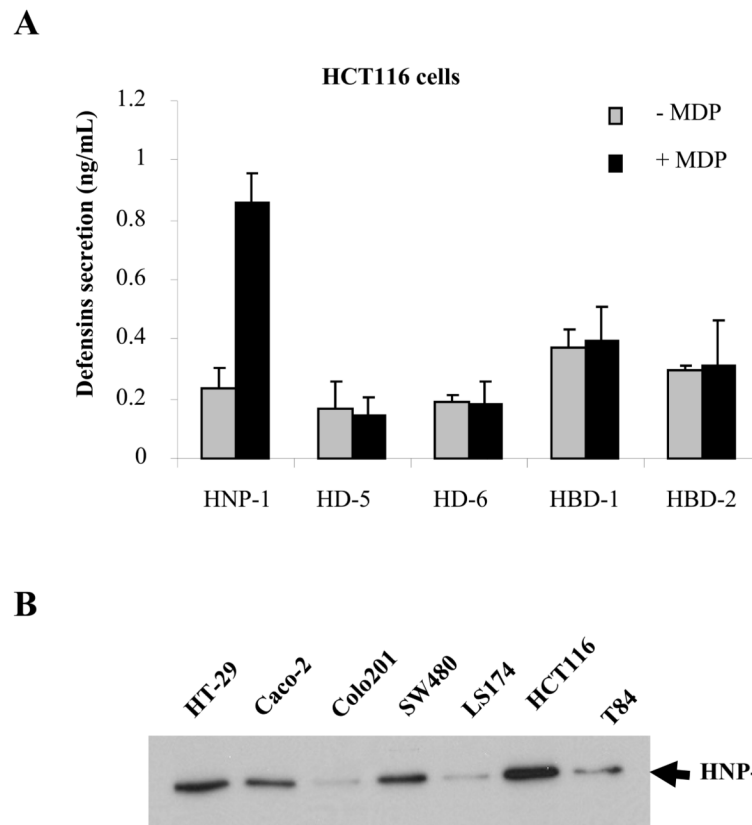 A
HCT116 cells
Defensins secretion (ng/mL)
1.2
1
0.8
0.6
0.4
0.2
0
- MDP
+ MDP
HNP-1 HD-5 HD-6 HBD-1 HBD-2
B
HT-29 Caco-2 Colo201 SW480 LS174 HCT116 T84
HNP-